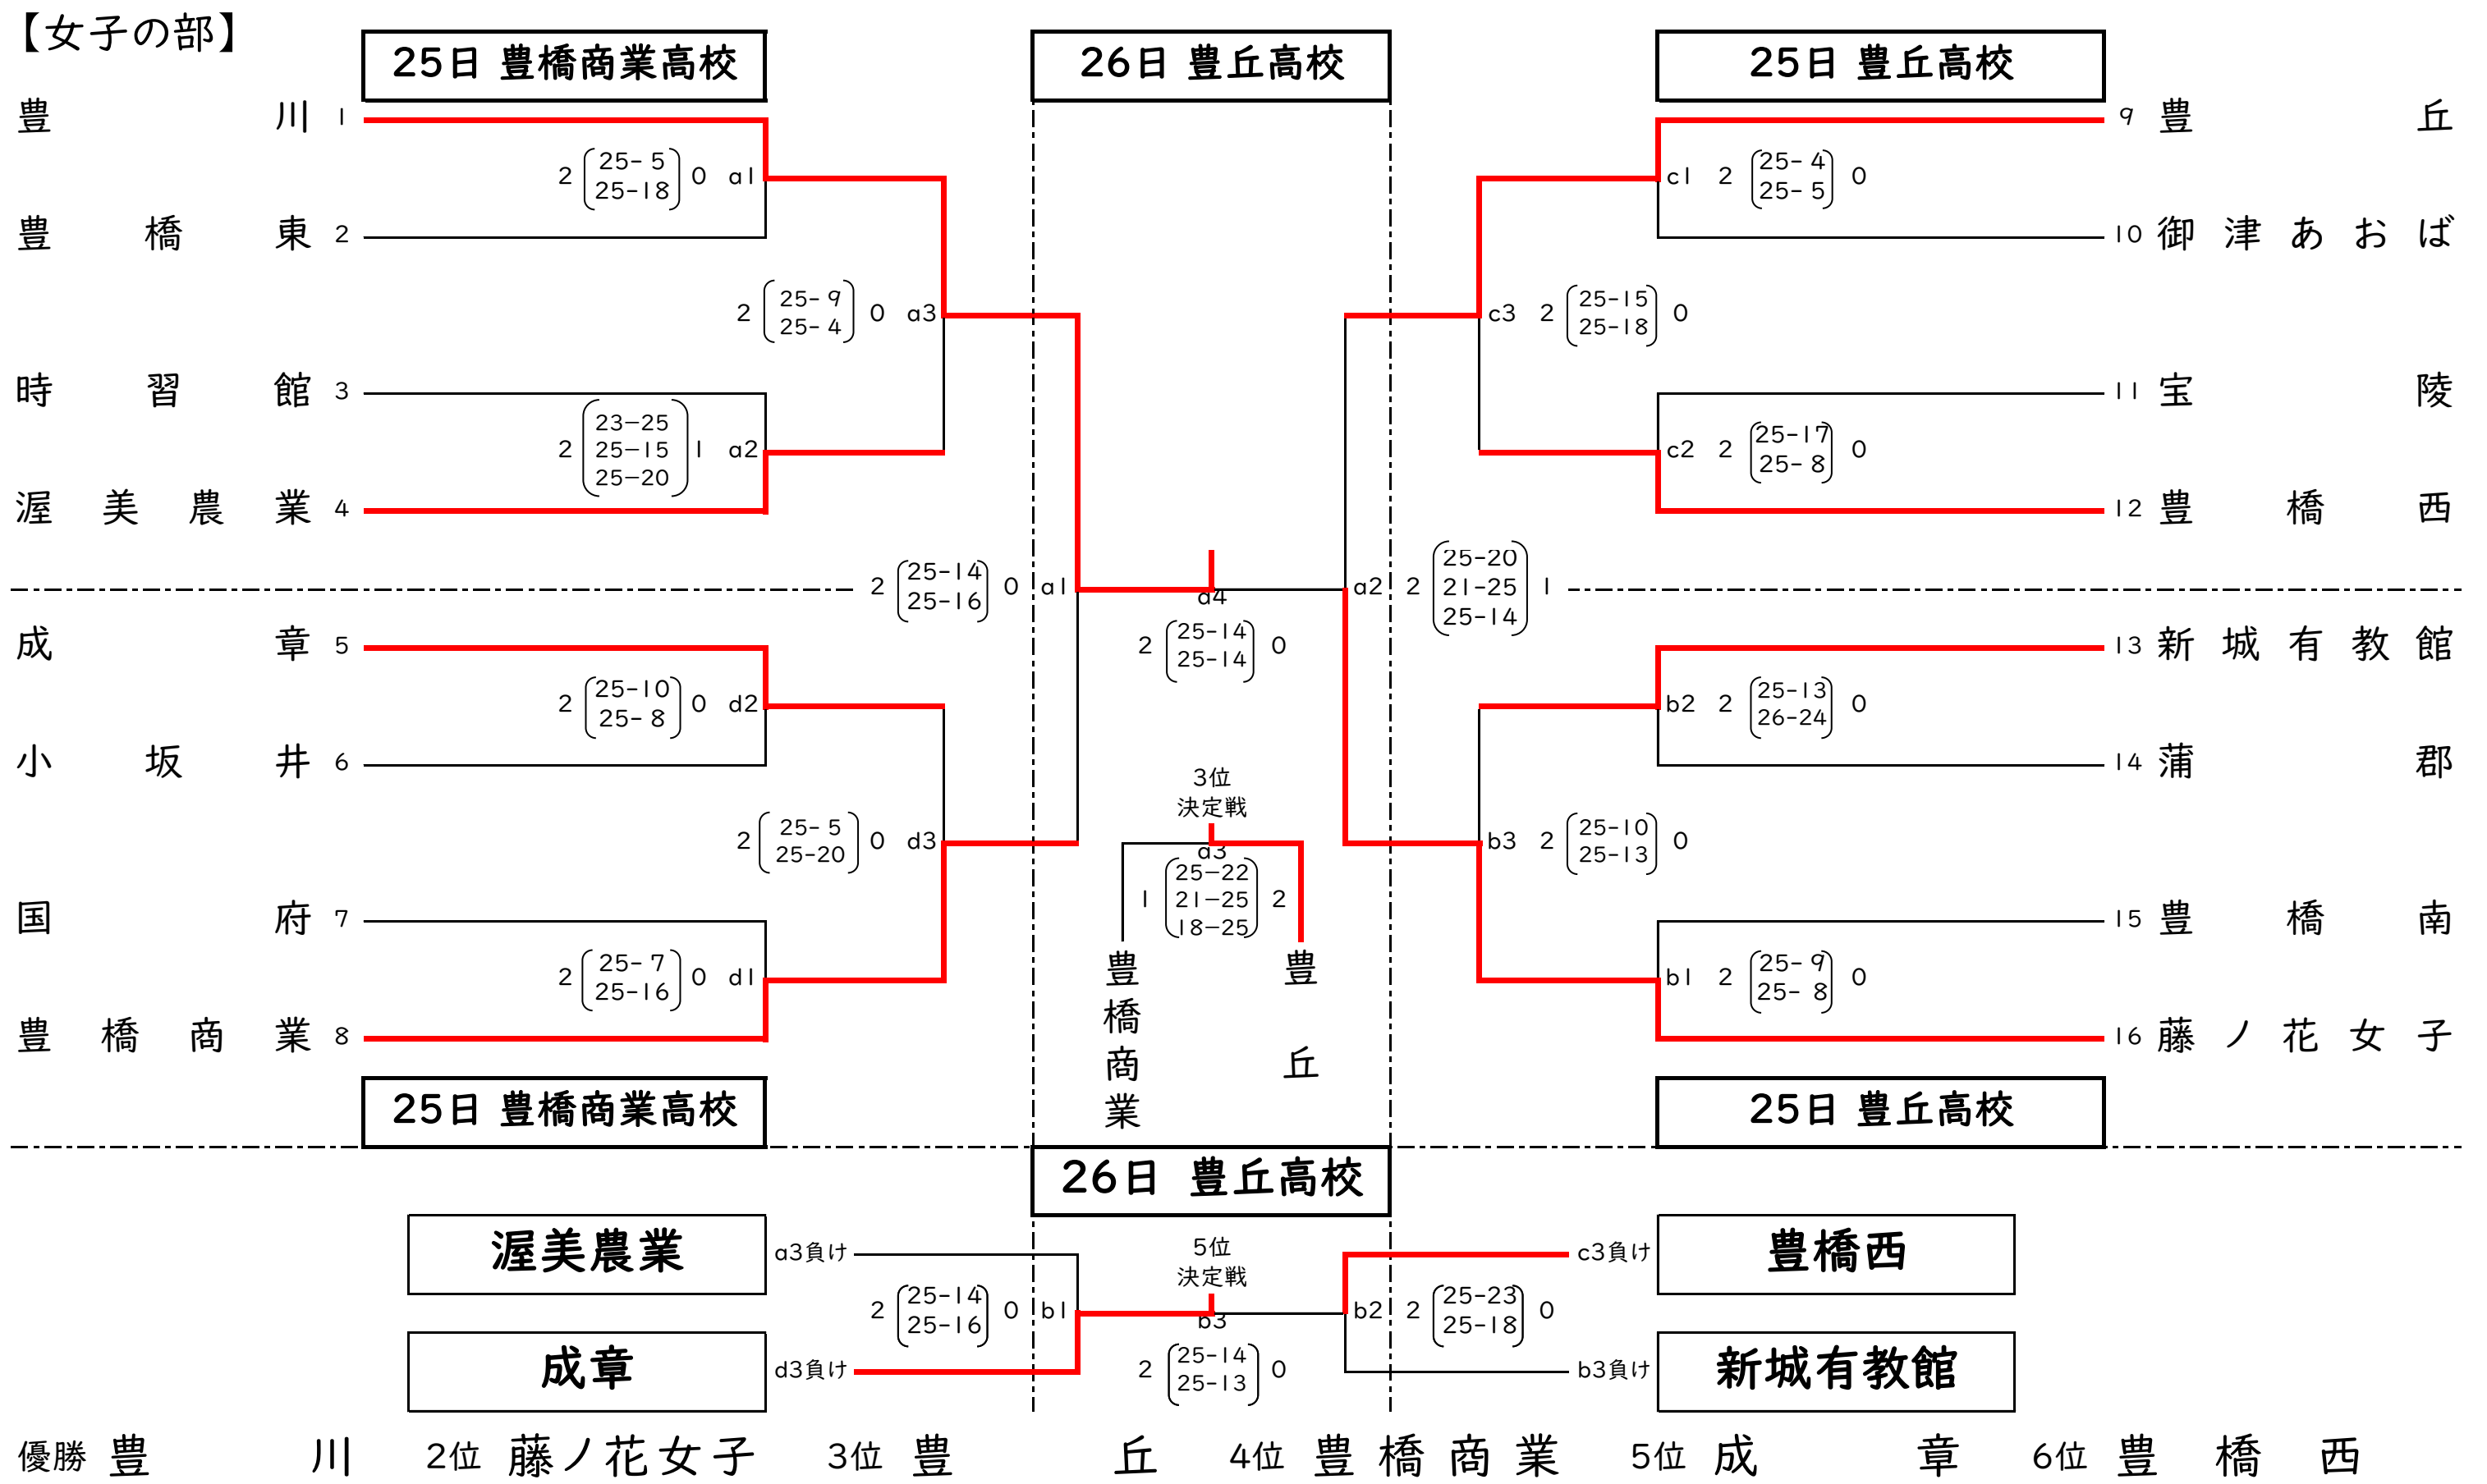 【女子の部】
25日 豊橋商業高校
26日 豊丘高校
25日 豊丘高校
豊川 1
豊橋東 2
2 25- 5 0 a1
25-18
時習館 3
渥美農業 4
2 23-25 1 a2
25-15
25-20
2 25- 9 0 a3
25- 4
成章 5
小坂井 6
2 25-10 0 d2
25- 8
国府 7
豊橋商業 8
2 25- 7 0 d1
25-16
2 25- 5 0 d3
25-20
2 25-14 0 a1
25-16
9 豊丘
10 御津あおば
c1 2 25- 4 0
25- 5
11 宝陵
12 豊橋西
c2 2 25-17 0
25- 8
c3 2 25-15 0
25-18
13 新城有教館
14 蒲郡
b2 2 25-13 0
26-24
15 豊橋南
16 藤ノ花女子
b1 2 25- 9 0
25- 8
b3 2 25-10 0
25-13
a2 2 25-20 1
21-25
25-14
d4
2 25-14 0
25-14
3位
決定戦
d3
1 25-22 2
21-25
18-25
豊橋商業
豊丘
25日 豊橋商業高校
25日 豊丘高校
26日 豊丘高校
渥美農業 a3負け
成章 d3負け
2 25-14 0 b1
25-16
5位
決定戦
b3
2 25-14 0
25-13
c3負け 豊橋西
b3負け 新城有教館
b2 2 25-23 0
25-18
優勝 豊川 2位 藤ノ花女子 3位 豊丘 4位 豊橋商業 5位 成章 6位 豊橋西